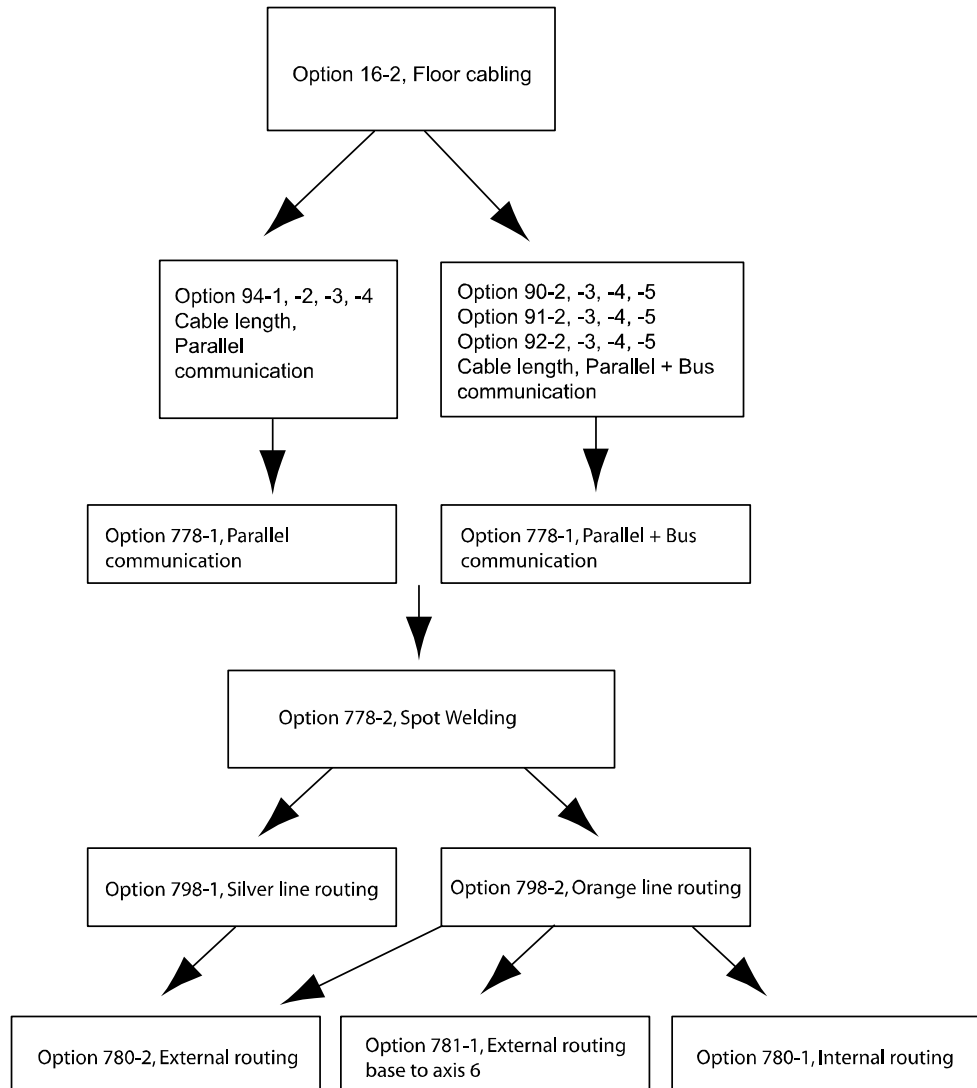 Option 16-2, Floor cabling
Option 94-1, -2, -3, -4
Cable length,
Parallel
communication
Option 90-2, -3, -4, -5
Option 91-2, -3, -4, -5
Option 92-2, -3, -4, -5
Cable length, Parallel + Bus
communication
Option 778-1, Parallel
communication
Option 778-1, Parallel + Bus
communication
Option 778-2, Spot Welding
Option 798-1, Silver line routing
Option 798-2, Orange line routing
Option 780-2, External routing
Option 781-1, External routing
base to axis 6
Option 780-1, Internal routing